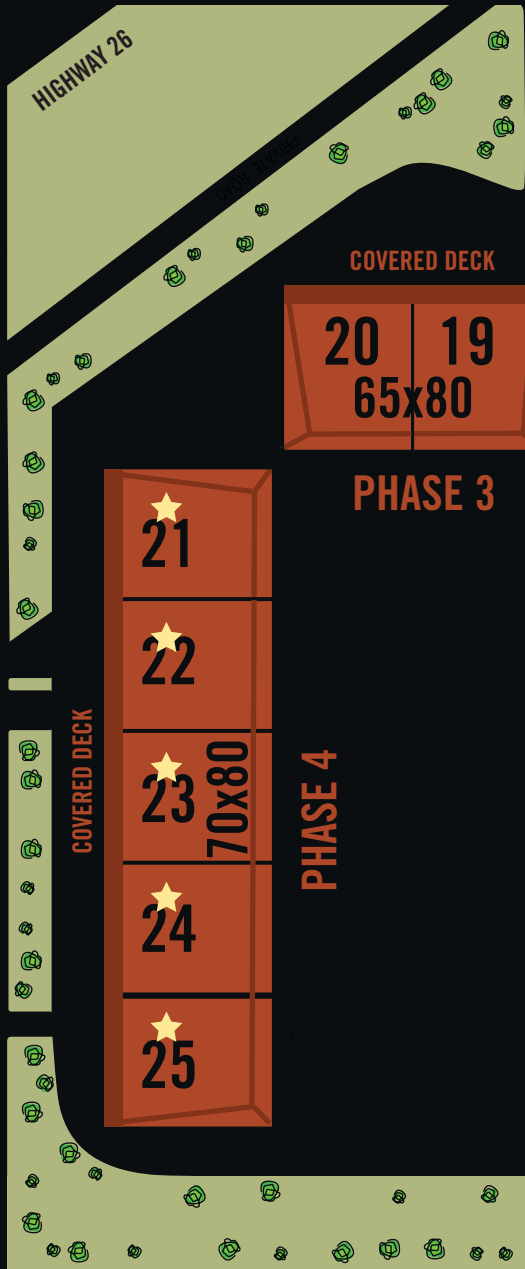 HIGHWAY 26
PRIVATE ROAD
COVERED DECK
20 19
65x80
PHASE 3
21
22
23
70x80
24
25
COVERED DECK
PHASE 4